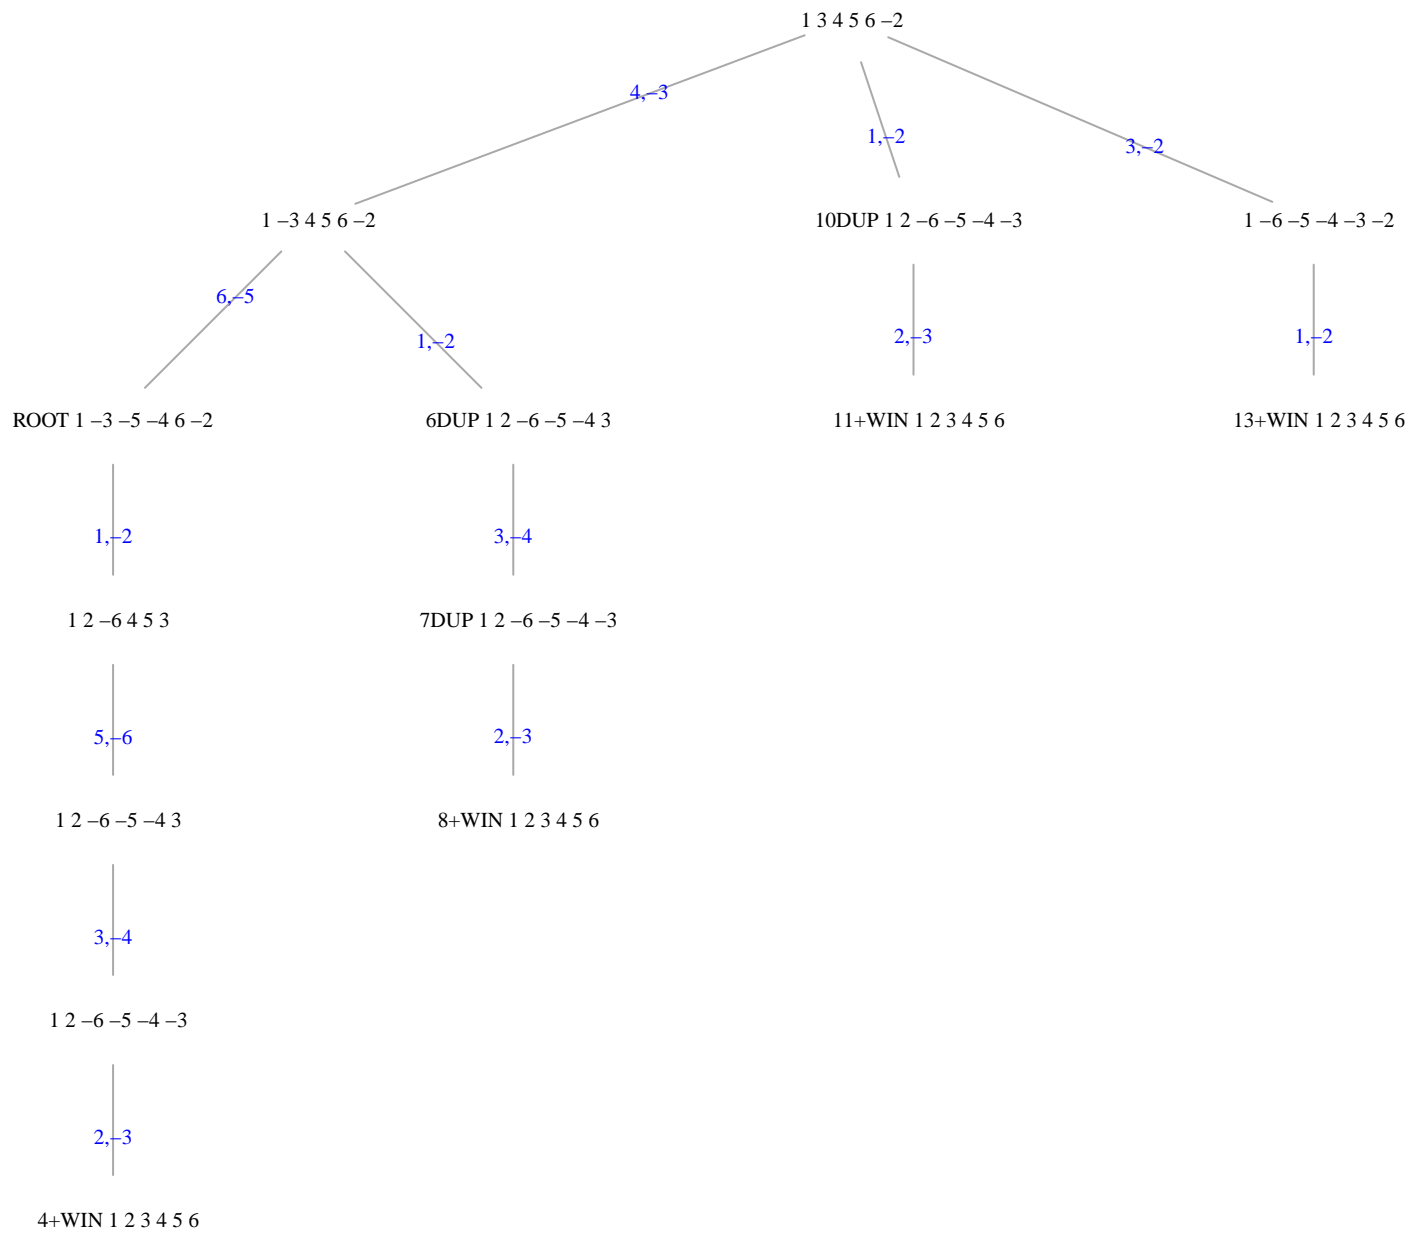 1 3 4 5 6 –2
4,–3
1,–2
3,–2
1 –3 4 5 6 –2
10DUP 1 2 –6 –5 –4 –3
1 –6 –5 –4 –3 –2
6,–5
1,–2
2,–3
1,–2
ROOT 1 –3 –5 –4 6 –2
6DUP 1 2 –6 –5 –4 3
11+WIN 1 2 3 4 5 6
13+WIN 1 2 3 4 5 6
1,–2
3,–4
1 2 –6 4 5 3
7DUP 1 2 –6 –5 –4 –3
5,–6
2,–3
1 2 –6 –5 –4 3
8+WIN 1 2 3 4 5 6
3,–4
1 2 –6 –5 –4 –3
2,–3
4+WIN 1 2 3 4 5 6